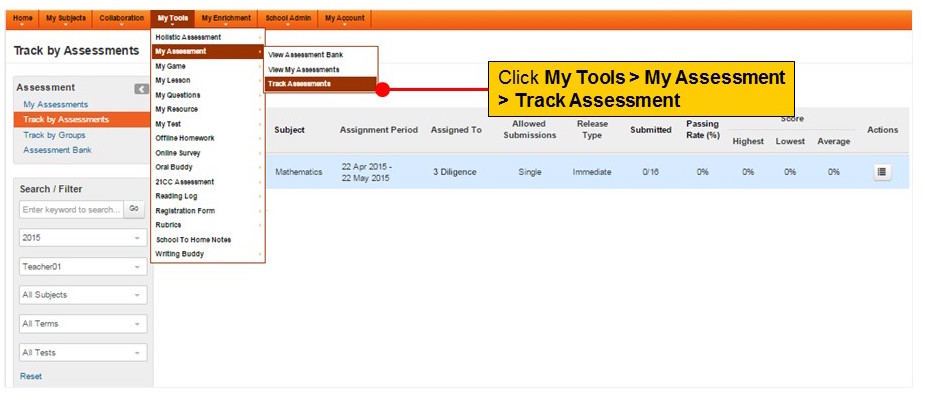 Home My Subjects Collaboration My Tools My Enrichment School Admin My Account
Track by Assessments
Holistic Assessment
My Assessment
My Game
My Lesson
My Questions
My Resource
My Test
Offline Homework
Online Survey
Oral Buddy
21CC Assessment
Reading Log
Registration Form
Rubrics
School To Home Notes
Writing Buddy
View Assessment Bank
View My Assessments
Track Assessments
Click My Tools > My Assessment
> Track Assessment
Assessment
My Assessments
Track by Assessments
Track by Groups
Assessment Bank
Search / Filter
Enter keyword to search... Go
2015
Teacher01
All Subjects
All Terms
All Tests
Reset
Subject Assignment Period Assigned To Allowed Submissions Release Type Submitted Passing Rate (%) Score Actions
Highest Lowest Average
Mathematics 22 Apr 2015 - 3 Diligence Single Immediate 0/16 0% 0% 0% 0%
22 May 2015